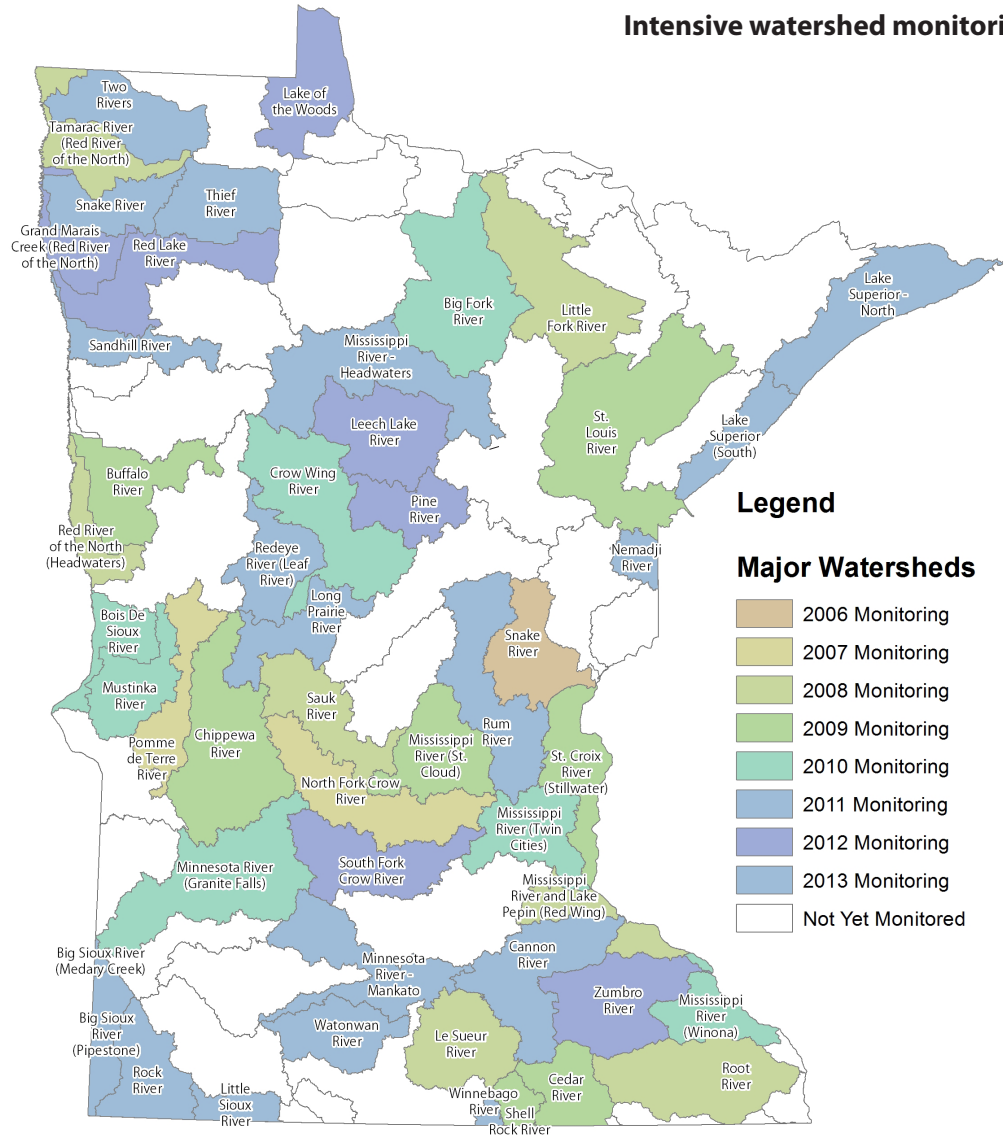 Intensive watershed monitori
Two
Rivers
Lake of
the Woods
Tamarac River
(Red River
of the North)
Snake River
Thief
River
Grand Marais
Creek (Red River
of the North)
Red Lake
River
Lake
Superior -
North
Big Fork
River
Little
Fork River
Sandhill River
Mississippi
River -
Headwaters
Leech Lake
River
St.
Louis
River
Lake
Superior
(South)
Buffalo
River
Crow Wing
River
Pine
River
Red River
of the North
(Headwaters)
Redeye
River (Leaf
River)
Nemadji
River
Long
Prairie
River
Bois De
Sioux
River
Snake
River
Mustinka
River
Sauk
River
Rum
River
Chippewa
River
Pomme
de Terre
River
Mississippi
River (St.
Cloud)
St. Croix
River
(Stillwater)
North Fork Crow
River
Mississippi
River (Twin
Cities)
Minnesota River
(Granite Falls)
South Fork
Crow River
Mississippi
River and Lake
Pepin (Red Wing)
Big Sioux River
(Medary Creek)
Cannon
River
Minnesota
River -
Mankato
Zumbro
River
Mississippi
River
(Winona)
Big Sioux
River
(Pipestone)
Watonwan
River
Le Sueur
River
Rock
River
Root
River
Cedar
River
Little
Sioux
River
Winnebago
River
Shell
Rock River
Legend
Major Watersheds
2006 Monitoring
2007 Monitoring
2008 Monitoring
2009 Monitoring
2010 Monitoring
2011 Monitoring
2012 Monitoring
2013 Monitoring
Not Yet Monitored